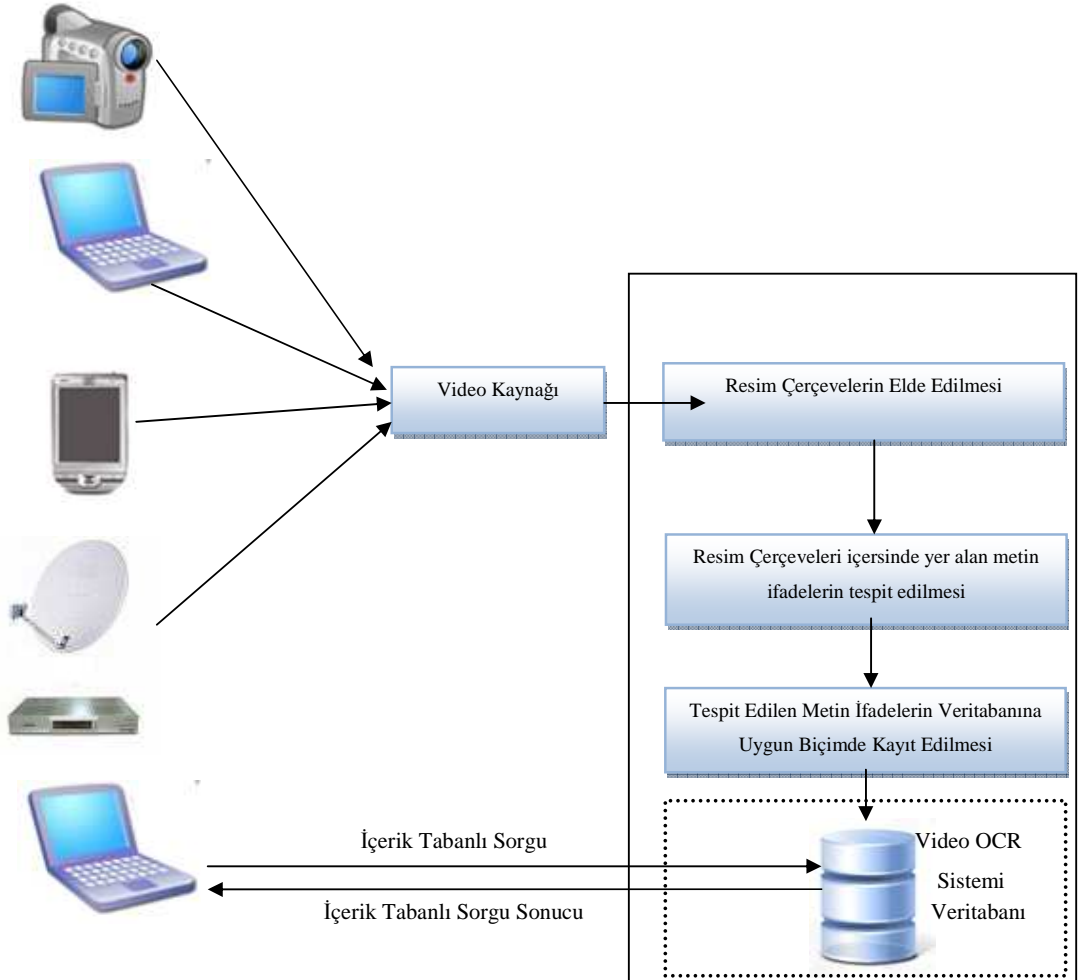 Video Kaynağı
Resim Çerçevelerin Elde Edilmesi
Resim Çerçeveleri içersinde yer alan metin
ifadelerin tespit edilmesi
Tespit Edilen Metin İfadelerin Veritabanına
Uygun Biçimde Kayıt Edilmesi
İçerik Tabanlı Sorgu
İçerik Tabanlı Sorgu Sonucu
Video OCR
Sistemi
Veritabanı